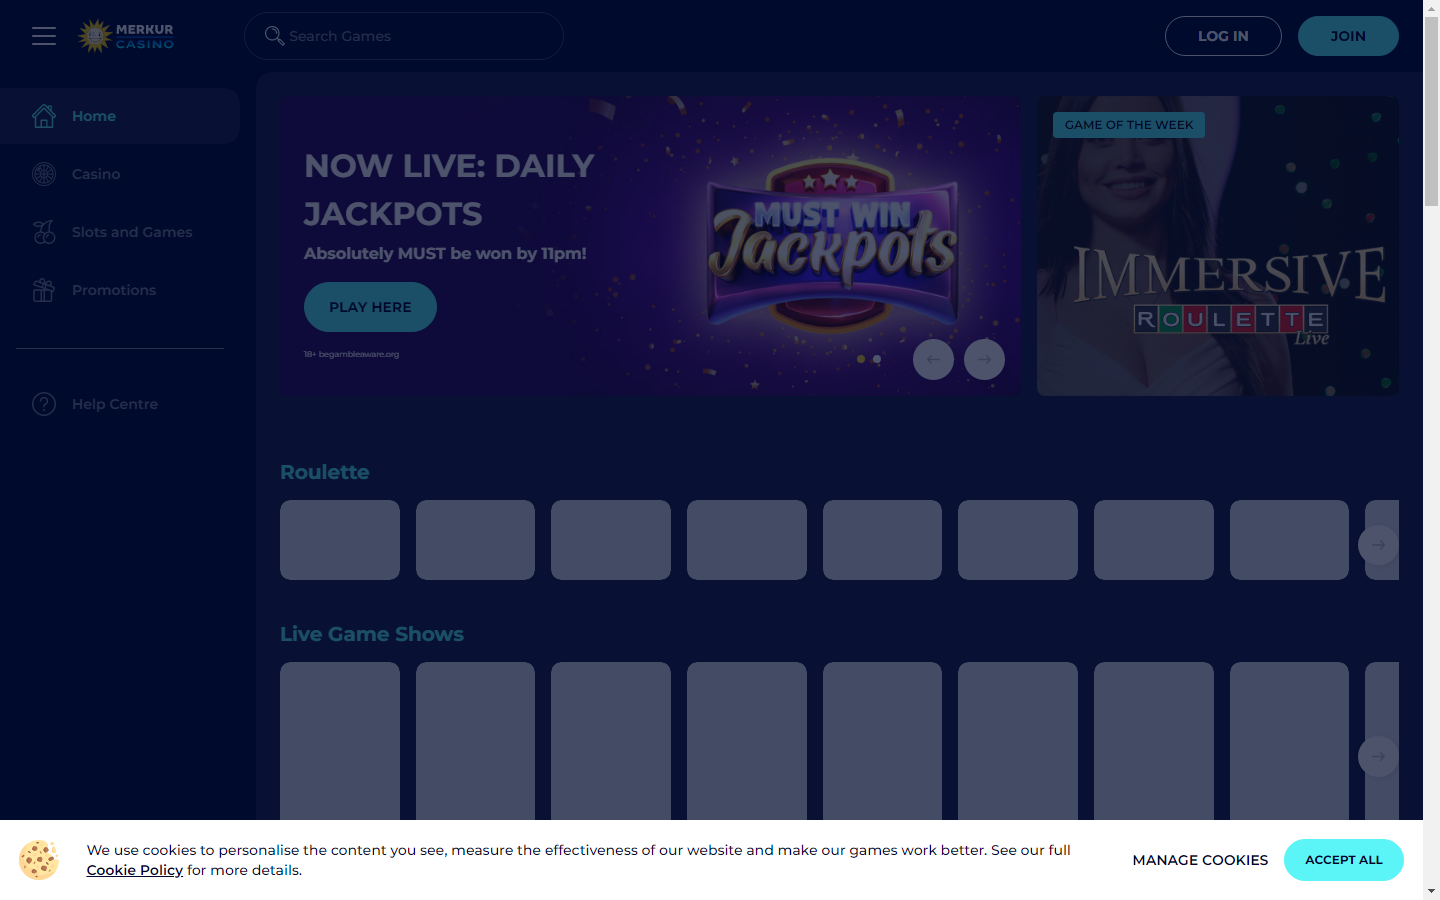 MERKUR
CASINO
Search Games
LOG IN
JOIN
Home
Casino
Slots and Games
Promotions
Help Centre
NOW LIVE: DAILY
JACKPOTS
Absolutely MUST be won by 11pm!
PLAY HERE
18+ begambleaware.org
MUST WIN
Jackpots
GAME OF THE WEEK
IMMERSIVE
ROULETTE
Live
Roulette
Live Game Shows
We use cookies to personalise the content you see, measure the effectiveness of our website and make our games work better. See our full
Cookie Policy for more details.
MANAGE COOKIES
ACCEPT ALL